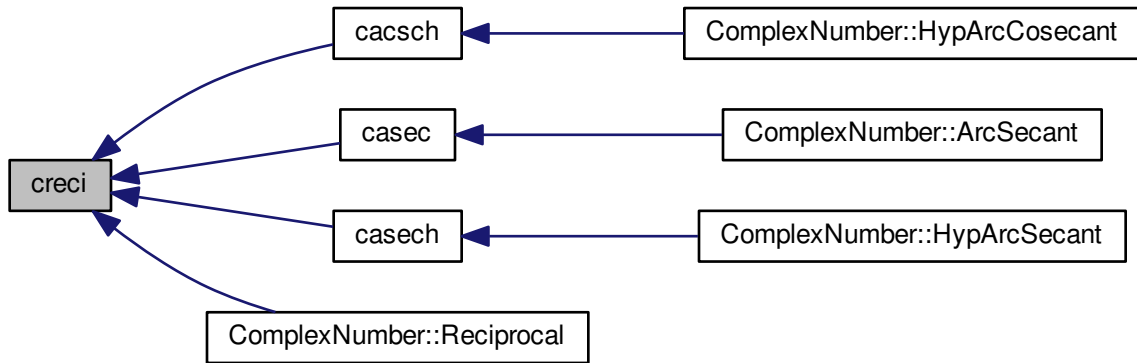 cacsch
ComplexNumber::HypArcCosecant
casec
ComplexNumber::ArcSecant
creci
casech
ComplexNumber::HypArcSecant
ComplexNumber::Reciprocal